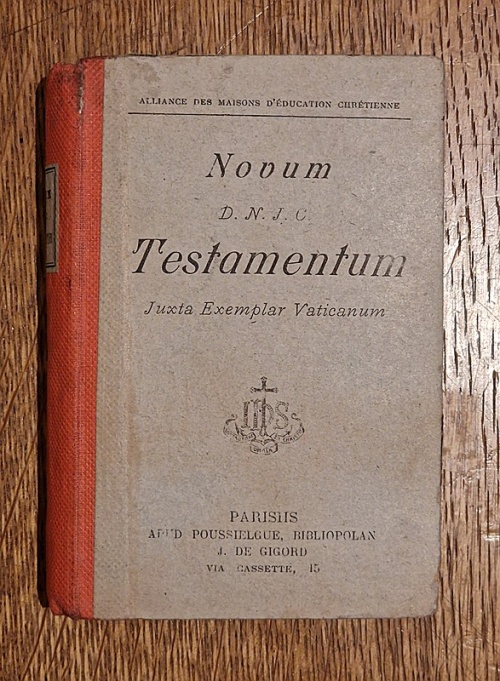 ALLIANCE DES MAISONS D'ÉDUCATION CHRÉTIENNE
Novum
D. N. J. C.
Testamentum
Juxta Exemplar Vaticanum
IHS
PARISIIS
APUD POUSSIELGUE, BIBLIOPOLAN
J. DE GIGORD
VIA CASSETTE, 15